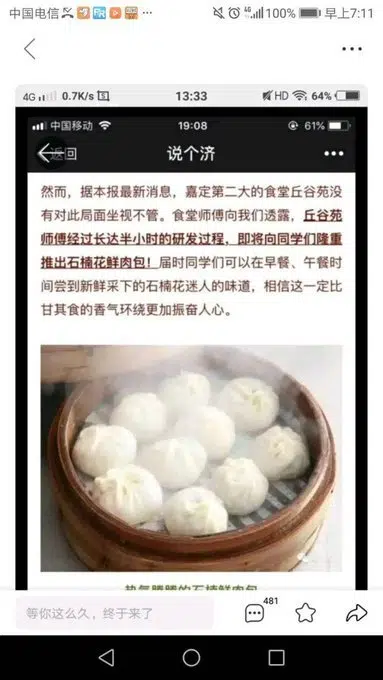 中国电信 4G 100% 早上7:11
4G 0.7K/s 13:33 HD 64%
中国移动 19:08 61%
返回 说个济
然而，据本报最新消息，嘉定第二大的食堂丘谷苑没
有对此局面坐视不管。食堂师傅向我们透露，丘谷苑
师傅经过长达半小时的研发过程，即将向同学们隆重
推出石楠花鲜肉包！届时同学们可以在早餐、午餐时
间尝到新鲜采下的石楠花迷人的味道，相信这一定比
甘其食的香气环绕更加振奋人心。
热气腾腾的石楠鲜肉包
等你这么久，终于来了 481